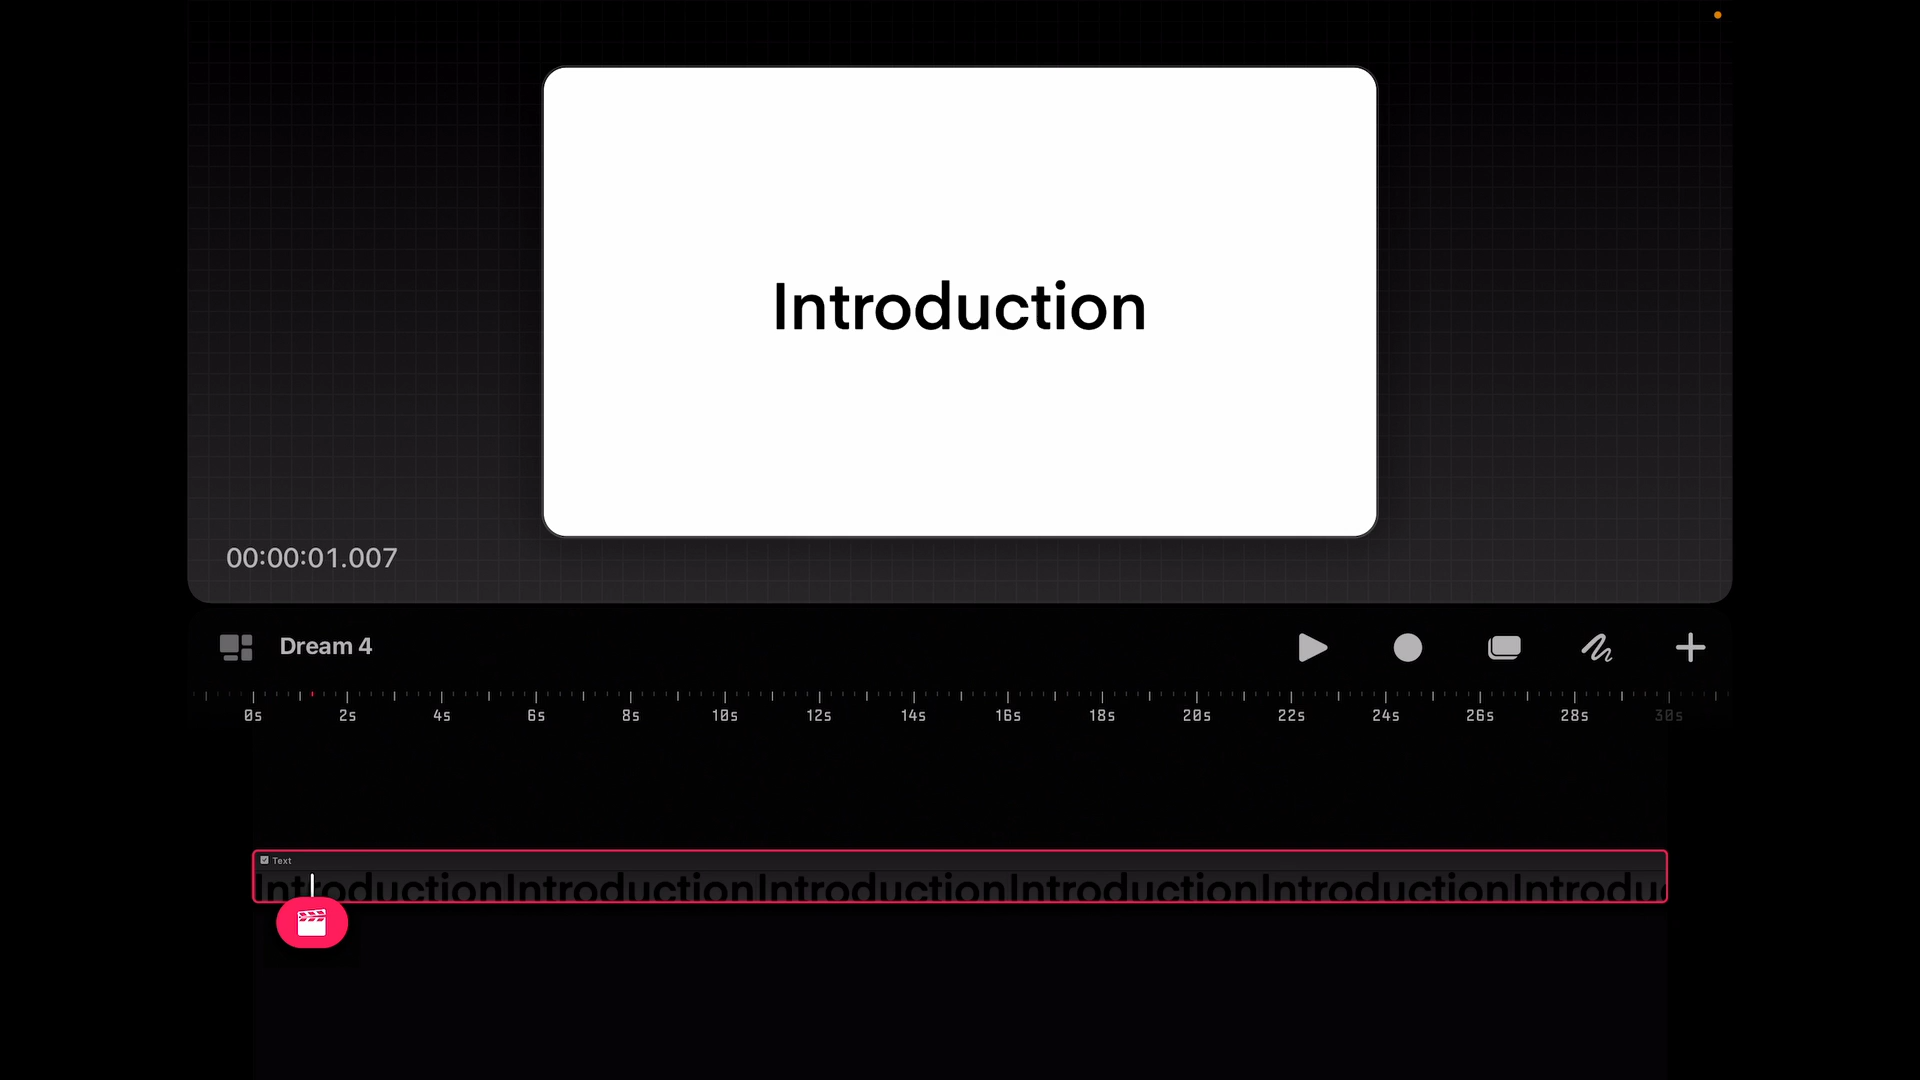 Introduction
00:00:01.007
Dream 4
0s 2s 4s 6s 8s 10s 12s 14s 16s 18s 20s 22s 24s 26s 28s 30s
Text
IntroductionIntroductionIntroductionIntroductionIntroductionIntroduc